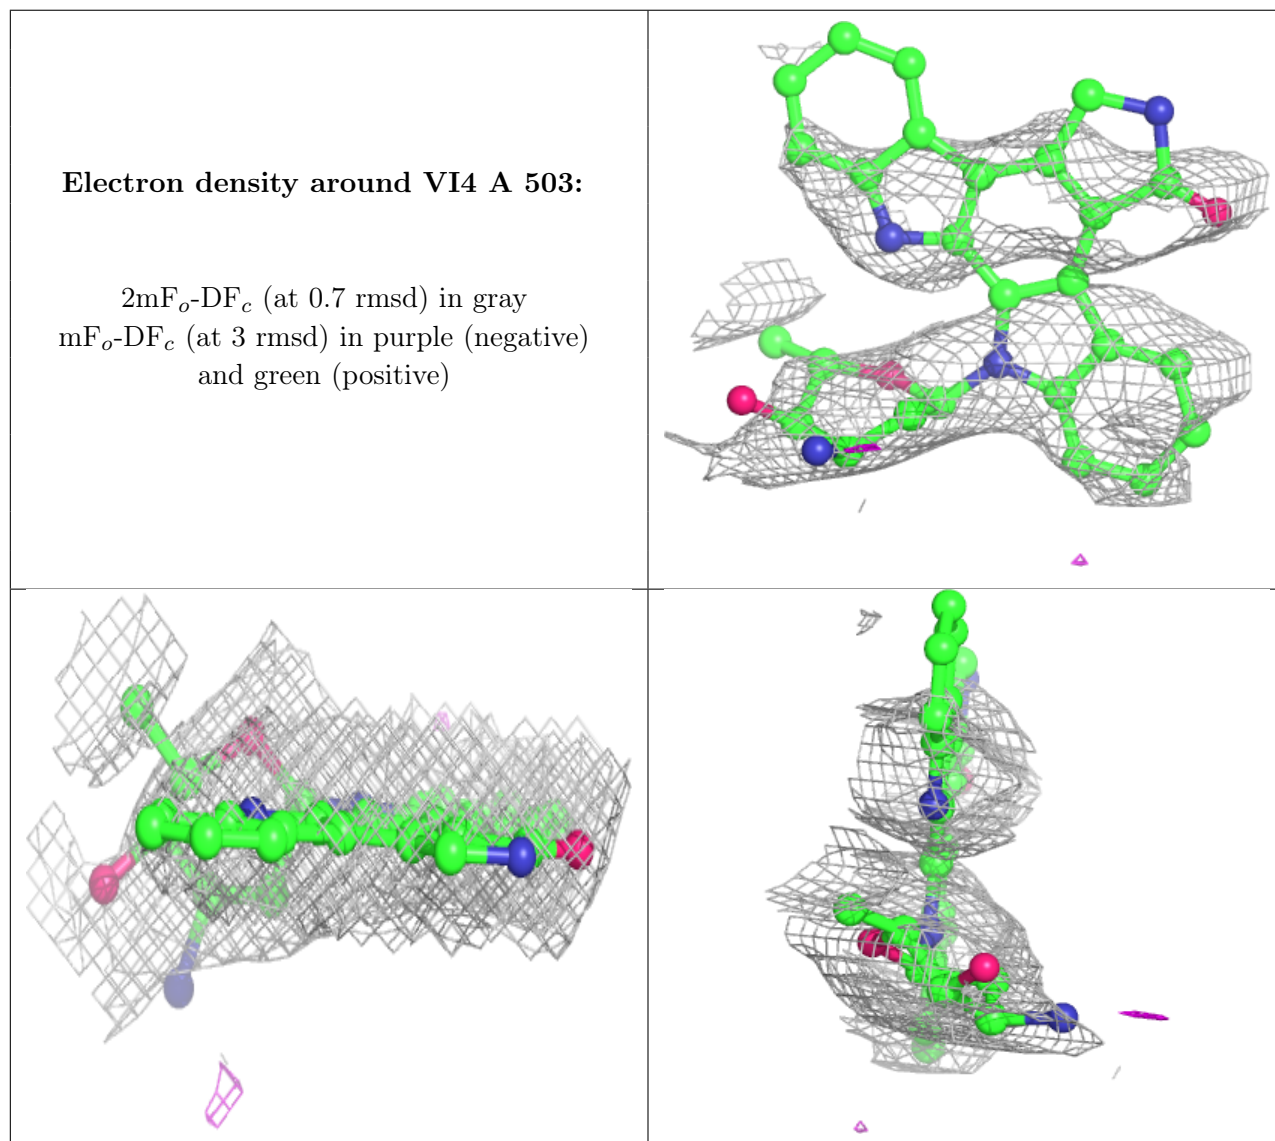 Electron density around VI4 A 503:
2mFₒ-DF𝒸 (at 0.7 rmsd) in gray
mFₒ-DF𝒸 (at 3 rmsd) in purple (negative)
and green (positive)